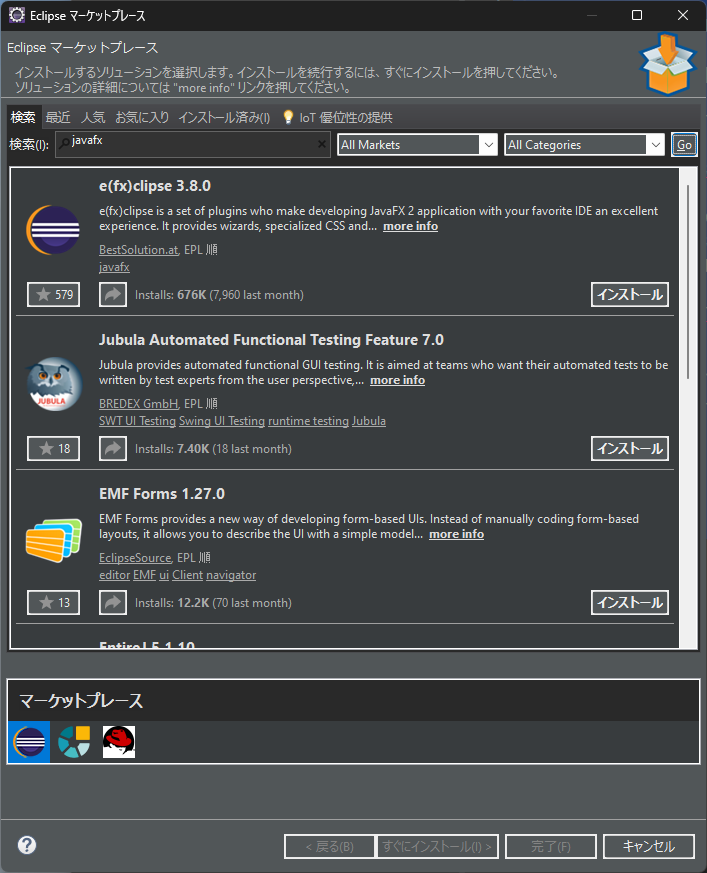 Eclipse マーケットプレース
Eclipse マーケットプレース
インストールするソリューションを選択します。インストールを続行するには、すぐにインストールを押してください。
ソリューションの詳細については "more info" リンクを押してください。
検索 最近 人気 お気に入り インストール済み(I) IoT 優位性の提供
検索(I): javafx All Markets All Categories Go
e(fx)clipse 3.8.0
e(fx)clipse is a set of plugins who make developing JavaFX 2 application with your favorite IDE an excellent
experience. It provides wizards, specialized CSS and... more info
BestSolution.at, EPL 順
javafx
579 Installs: 676K (7,960 last month) インストール
Jubula Automated Functional Testing Feature 7.0
Jubula provides automated functional GUI testing. It is aimed at teams who want their automated tests to be
written by test experts from the user perspective,... more info
JUBULA
BREDEX GmbH, EPL 順
SWT UI Testing Swing UI Testing runtime testing Jubula
18 Installs: 7.40K (18 last month) インストール
EMF Forms 1.27.0
EMF Forms provides a new way of developing form-based UIs. Instead of manually coding form-based
layouts, it allows you to describe the UI with a simple model... more info
EclipseSource, EPL 順
editor EMF ui Client navigator
13 Installs: 12.2K (70 last month) インストール
EntireJ 5.1.10
マーケットプレース
? < 戻る(B) すぐにインストール(I) > 完了(F) キャンセル